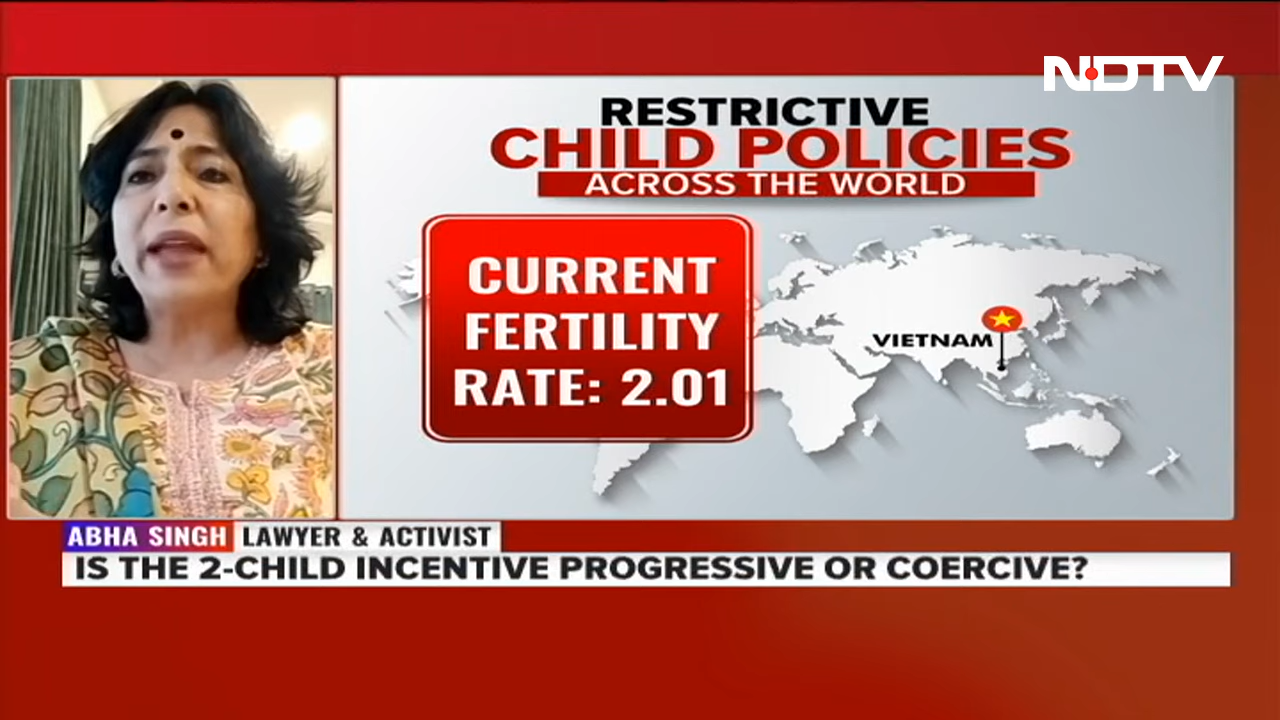 NDTV
RESTRICTIVE
CHILD POLICIES
ACROSS THE WORLD
CURRENT
FERTILITY
RATE: 2.01
VIETNAM
ABHA SINGH LAWYER & ACTIVIST
IS THE 2-CHILD INCENTIVE PROGRESSIVE OR COERCIVE?